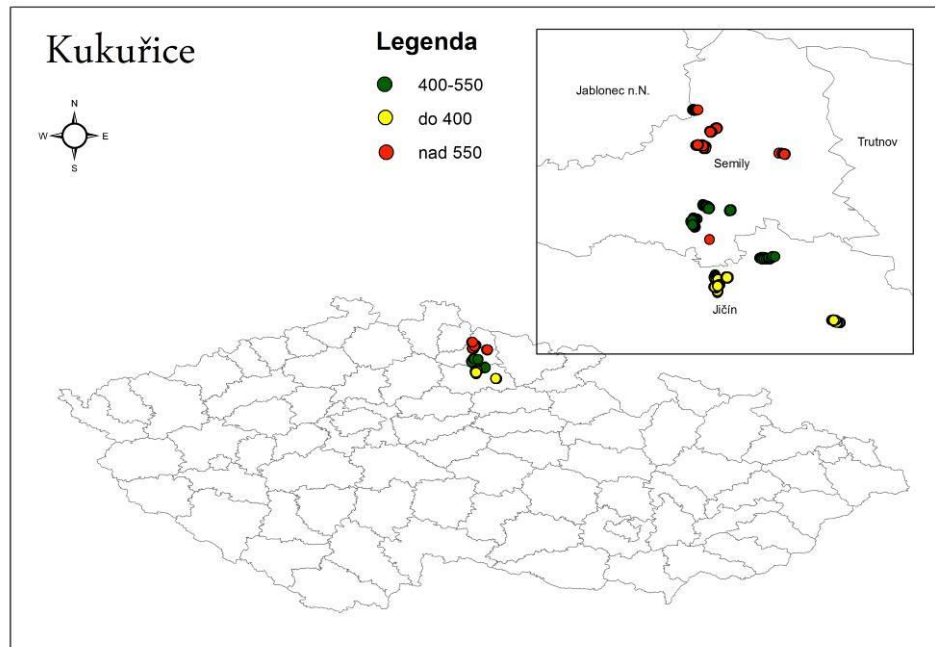 Kukuřice
N
W E
S
Legenda
400-550
do 400
nad 550
Jablonec n.N.
Trutnov
Semily
Jičín